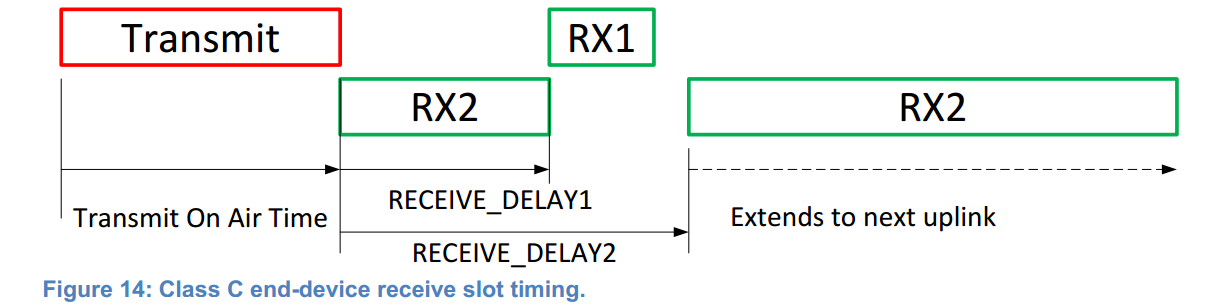 Transmit
RX1
RX2
RX2
RECEIVE_DELAY1
Transmit On Air Time
Extends to next uplink
RECEIVE_DELAY2
Figure 14: Class C end-device receive slot timing.